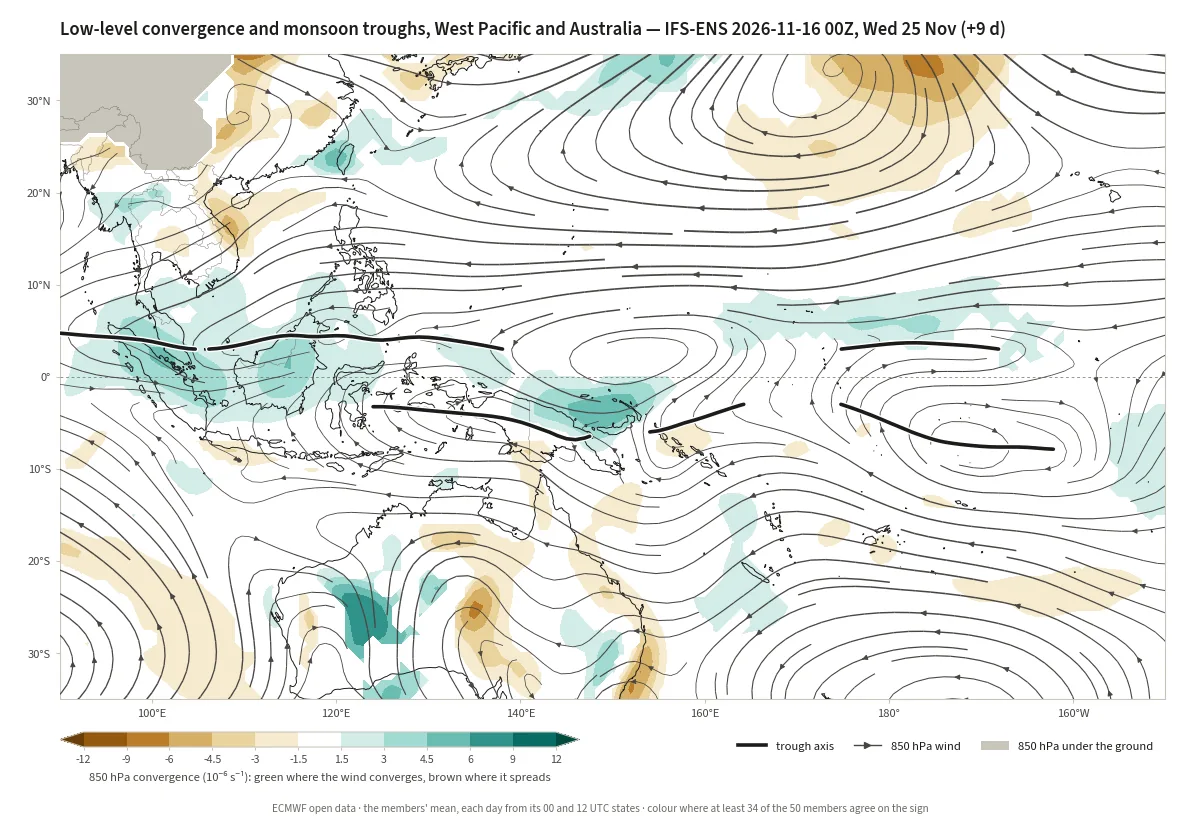 Low-level convergence and monsoon troughs, West Pacific and Australia — IFS-ENS 2026-11-16 00Z, Wed 25 Nov (+9 d)
30°N
20°N
10°N
0°
10°S
20°S
30°S
100°E 120°E 140°E 160°E 180° 160°W
-12 -9 -6 -4.5 -3 -1.5 1.5 3 4.5 6 9 12
850 hPa convergence (10⁻⁶ s⁻¹): green where the wind converges, brown where it spreads
trough axis 850 hPa wind 850 hPa under the ground
ECMWF open data · the members' mean, each day from its 00 and 12 UTC states · colour where at least 34 of the 50 members agree on the sign